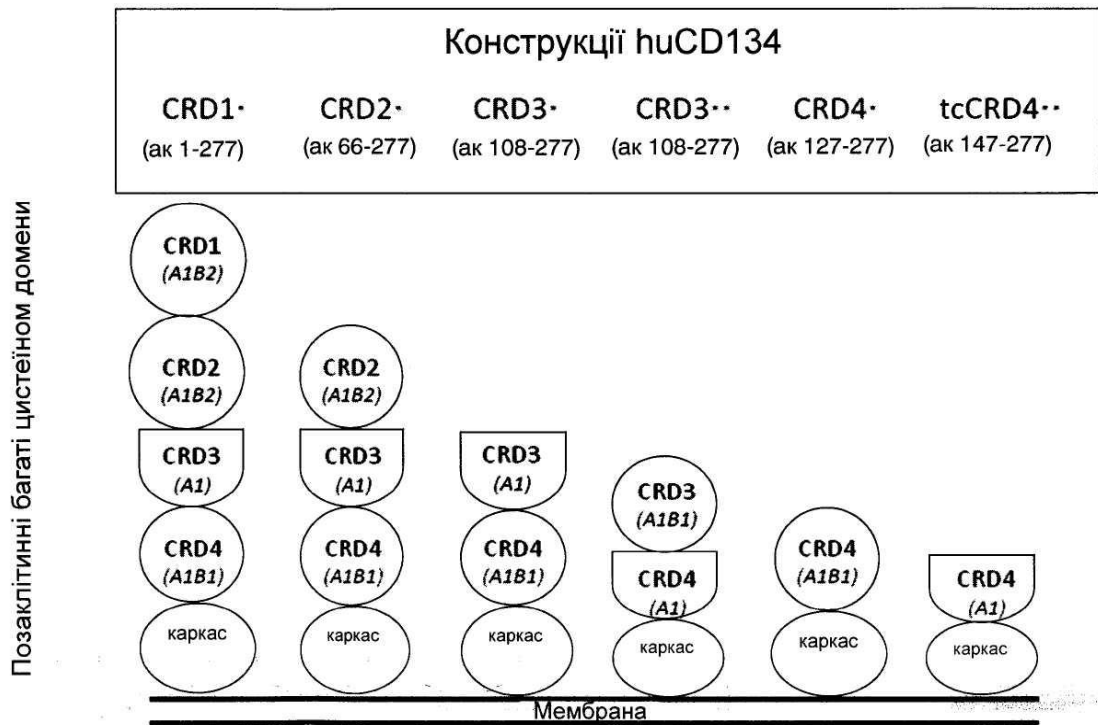 Конструкції huCD134
CRD1· CRD2· CRD3· CRD3·· CRD4· tcCRD4··
(ак 1-277) (ак 66-277) (ак 108-277) (ак 108-277) (ак 127-277) (ак 147-277)
Позаклітинні багаті цистеїном домени
CRD1
(A1B2)
CRD2 CRD2
(A1B2) (A1B2)
CRD3 CRD3 CRD3 CRD3
(A1) (A1) (A1) (A1B1)
CRD4 CRD4 CRD4 CRD4 CRD4 CRD4
(A1B1) (A1B1) (A1B1) (A1) (A1B1) (A1)
каркас каркас каркас каркас каркас каркас
Мембрана